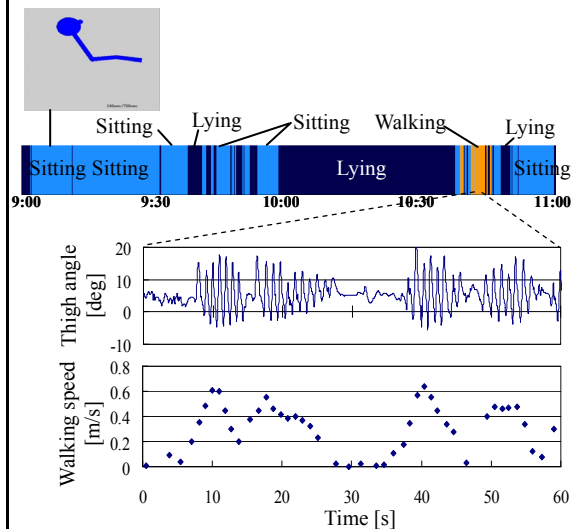 Sitting Lying Sitting Walking Lying
Sitting Sitting Lying Sitting
9:00 9:30 10:00 10:30 11:00
Thigh angle
[deg]
20
10
0
-10
Walking speed
[m/s]
0.8
0.6
0.4
0.2
0
0 10 20 30 40 50 60
Time [s]